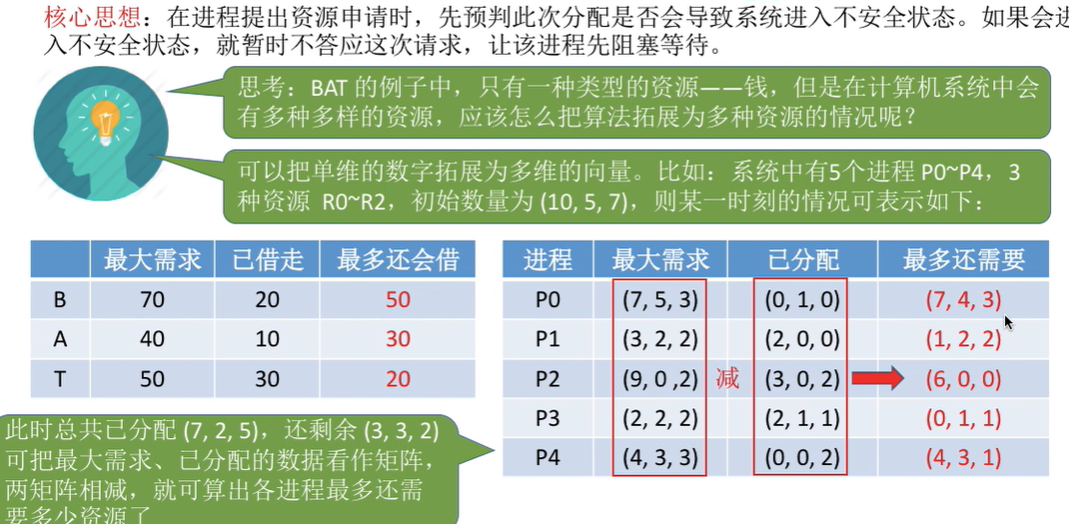 核心思想：在进程提出资源申请时，先预判此次分配是否会导致系统进入不安全状态。如果会进
入不安全状态，就暂时不答应这次请求，让该进程先阻塞等待。
思考：BAT 的例子中，只有一种类型的资源——钱，但是在计算机系统中会
有多种多样的资源，应该怎么把算法拓展为多种资源的情况呢？
可以把单维的数字拓展为多维的向量。比如：系统中有5个进程 P0~P4，3
种资源 R0~R2，初始数量为 (10, 5, 7)，则某一时刻的情况可表示如下：
最大需求 已借走 最多还会借
B 70 20 50
A 40 10 30
T 50 30 20
进程 最大需求 已分配 最多还需要
P0 (7, 5, 3) (0, 1, 0) (7, 4, 3)
P1 (3, 2, 2) (2, 0, 0) (1, 2, 2)
P2 (9, 0 ,2) 减 (3, 0, 2) (6, 0, 0)
P3 (2, 2, 2) (2, 1, 1) (0, 1, 1)
P4 (4, 3, 3) (0, 0, 2) (4, 3, 1)
此时总共已分配 (7, 2, 5)，还剩余 (3, 3, 2)
可把最大需求、已分配的数据看作矩阵，
两矩阵相减，就可算出各进程最多还需
要多少资源了